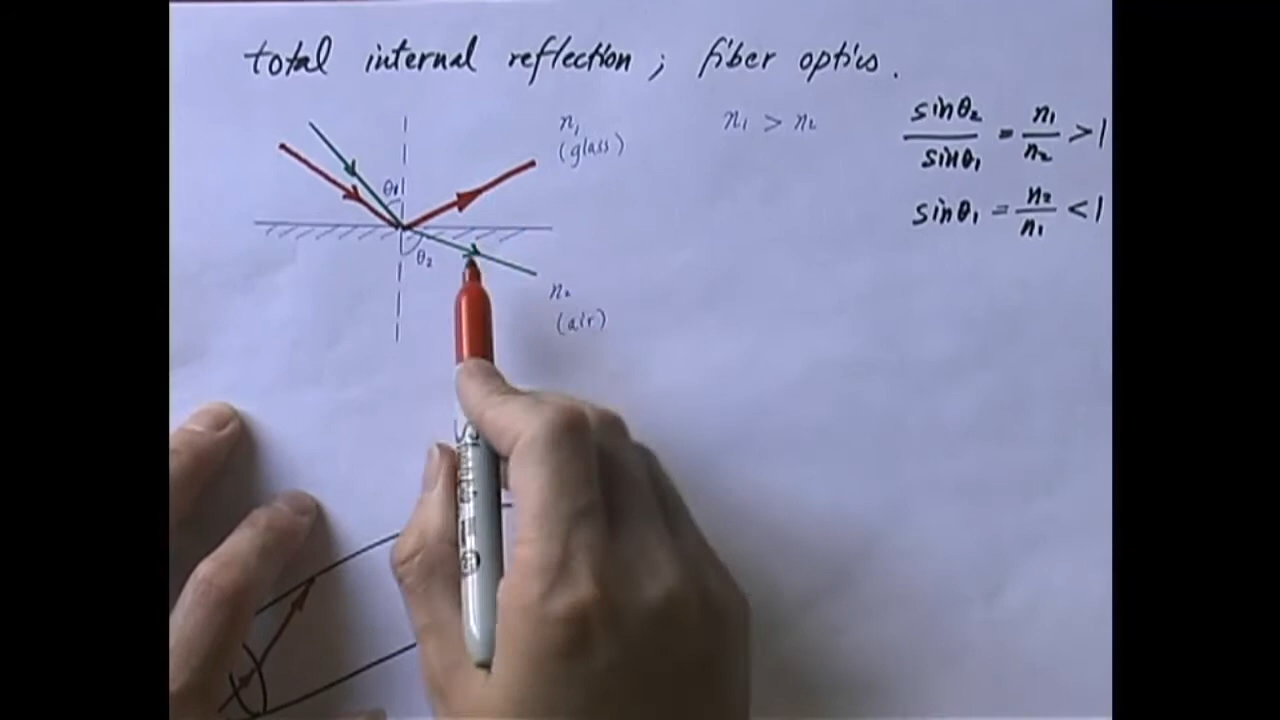 total internal reflection ; fiber optics .
n₁
(glass)
n₁ > n₂
sinθ₂ / sinθ₁ = n₁ / n₂ > 1
sinθ₁ = n₂ / n₁ < 1
θ₁
θ₂
n₂
(air)